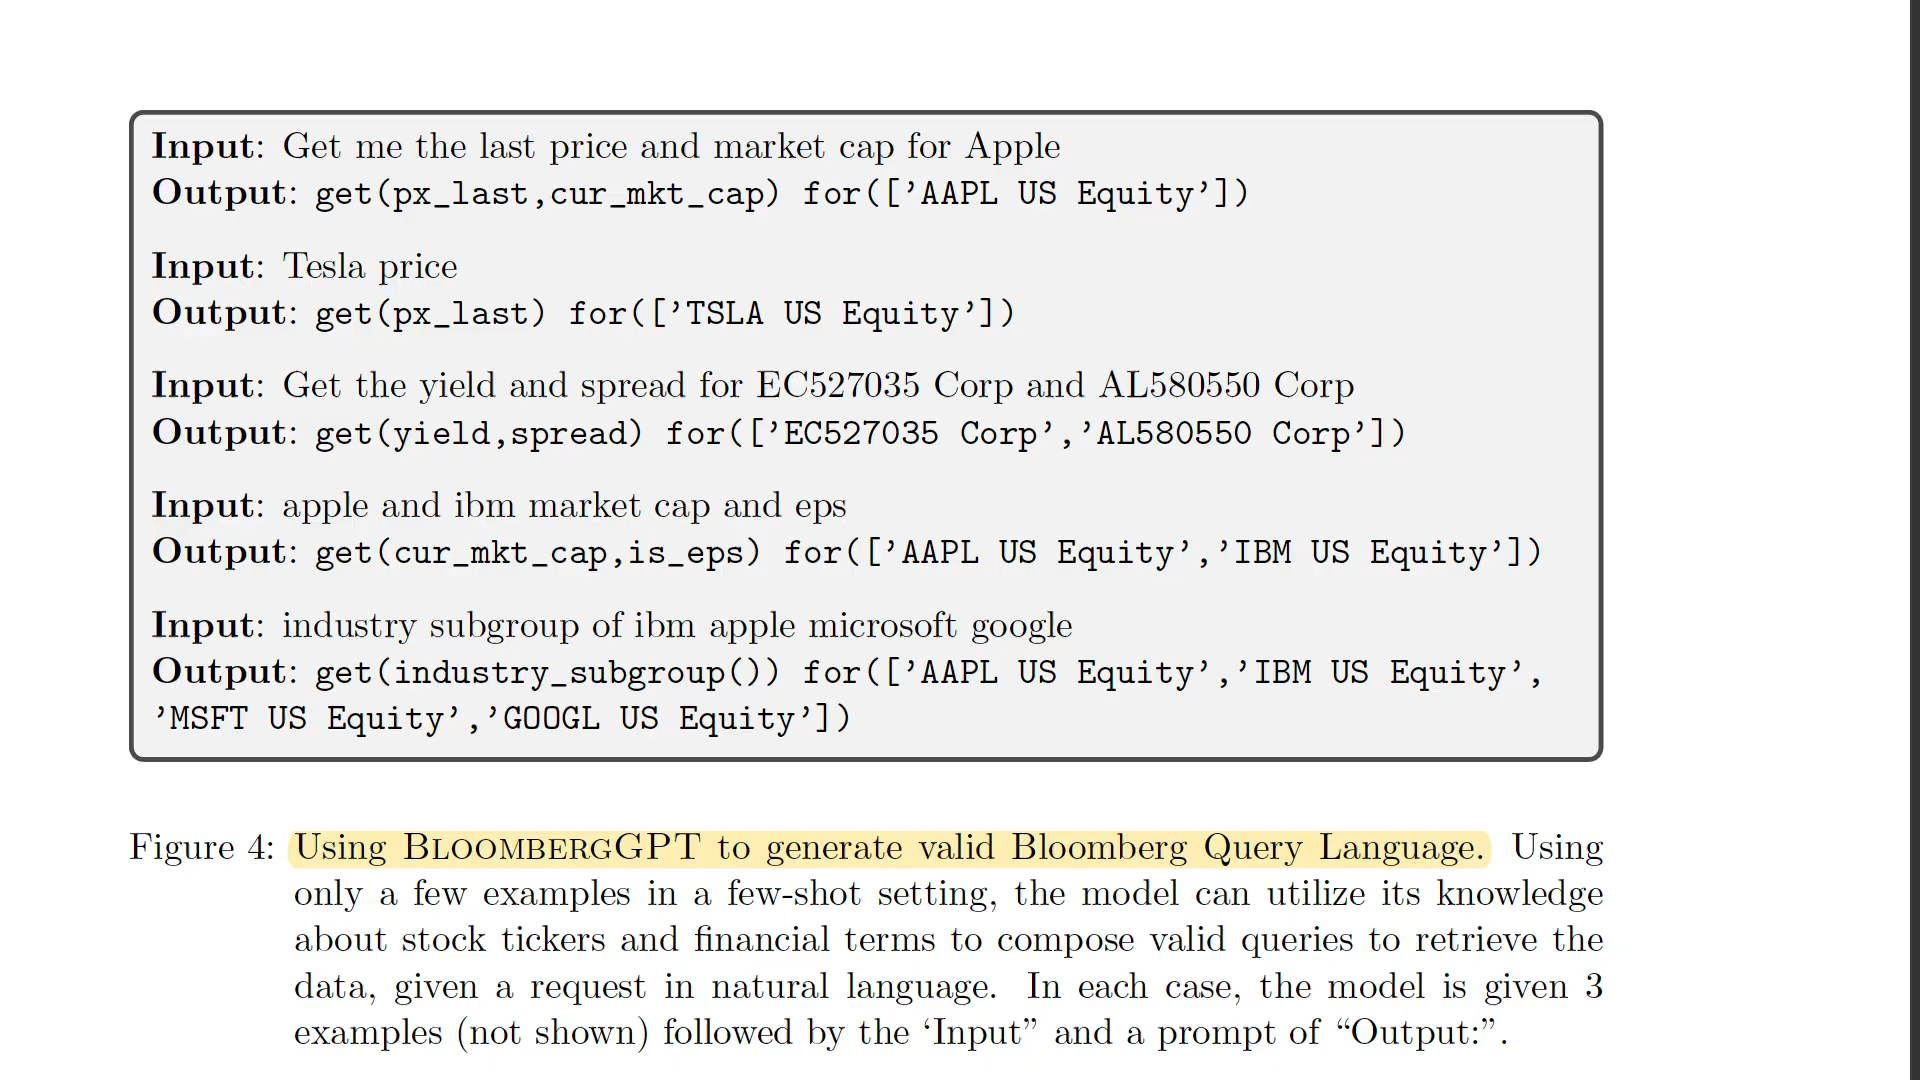 Input: Get me the last price and market cap for Apple
Output: get(px_last,cur_mkt_cap) for([’AAPL US Equity’])
Input: Tesla price
Output: get(px_last) for([’TSLA US Equity’])
Input: Get the yield and spread for EC527035 Corp and AL580550 Corp
Output: get(yield,spread) for([’EC527035 Corp’,’AL580550 Corp’])
Input: apple and ibm market cap and eps
Output: get(cur_mkt_cap,is_eps) for([’AAPL US Equity’,’IBM US Equity’])
Input: industry subgroup of ibm apple microsoft google
Output: get(industry_subgroup()) for([’AAPL US Equity’,’IBM US Equity’,
’MSFT US Equity’,’GOOGL US Equity’])
Figure 4: Using BLOOMBERGGPT to generate valid Bloomberg Query Language. Using
only a few examples in a few-shot setting, the model can utilize its knowledge
about stock tickers and financial terms to compose valid queries to retrieve the
data, given a request in natural language. In each case, the model is given 3
examples (not shown) followed by the ‘Input” and a prompt of “Output:”.